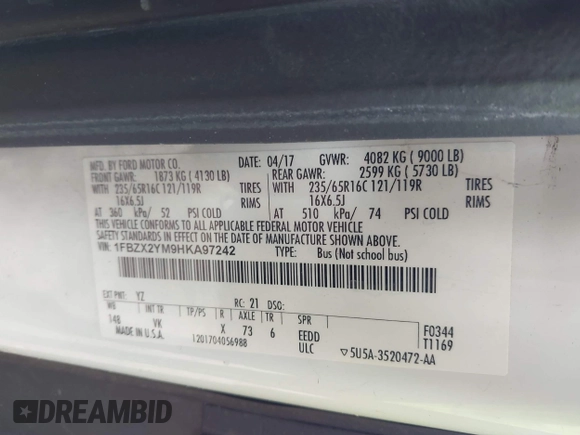 MFD. BY FORD MOTOR CO.
DATE: 04/17 GVWR: 4082 KG ( 9000 LB)
FRONT GAWR: 1873 KG ( 4130 LB) REAR GAWR: 2599 KG ( 5730 LB)
WITH 235/65R16C 121/119R TIRES WITH 235/65R16C 121/119R TIRES
16X6.5J RIMS 16X6.5J RIMS
AT 360 kPa/ 52 PSI COLD AT 510 kPa/ 74 PSI COLD
THIS VEHICLE CONFORMS TO ALL APPLICABLE FEDERAL MOTOR VEHICLE
SAFETY STANDARDS IN EFFECT ON THE DATE OF MANUFACTURE SHOWN ABOVE.
VIN: 1FBZX2YM9HKA97242 TYPE: Bus (Not school bus)
EXT PNT: YZ RC: 21 DSO:
WB INT TR TP/PS R AXLE TR SPR F0344
148 VK X 73 6 EEDD T1169
MADE IN U.S.A. 1201704056988 ULC ▽5U5A-3520472-AA
DREAMBID